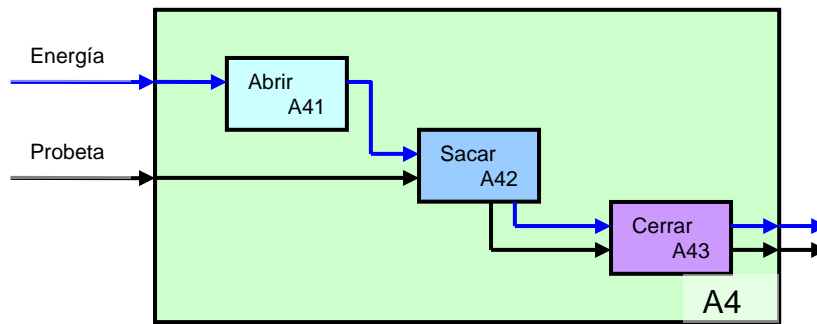 Energía
Abrir
A41
Probeta
Sacar
A42
Cerrar
A43
A4